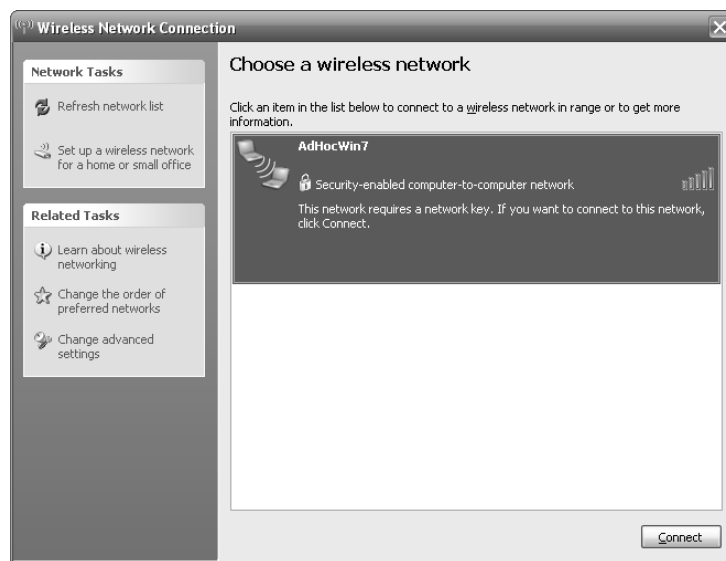 Wireless Network Connection
Network Tasks
Refresh network list
Set up a wireless network
for a home or small office
Related Tasks
Learn about wireless
networking
Change the order of
preferred networks
Change advanced
settings
Choose a wireless network
Click an item in the list below to connect to a wireless network in range or to get more
information.
AdHocWin7
Security-enabled computer-to-computer network
This network requires a network key. If you want to connect to this network,
click Connect.
Connect